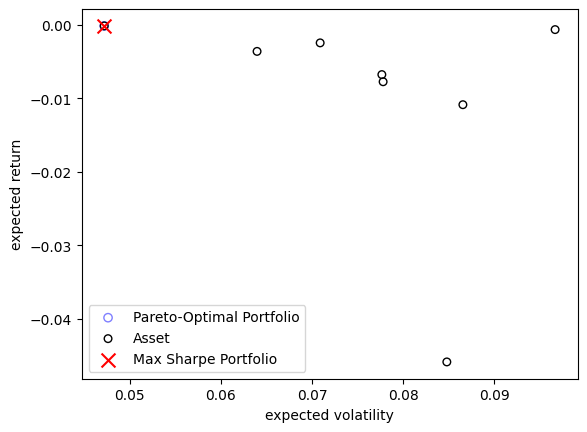 0.00
−0.01
−0.02
−0.03
−0.04
expected return
Pareto-Optimal Portfolio
Asset
Max Sharpe Portfolio
0.05 0.06 0.07 0.08 0.09
expected volatility